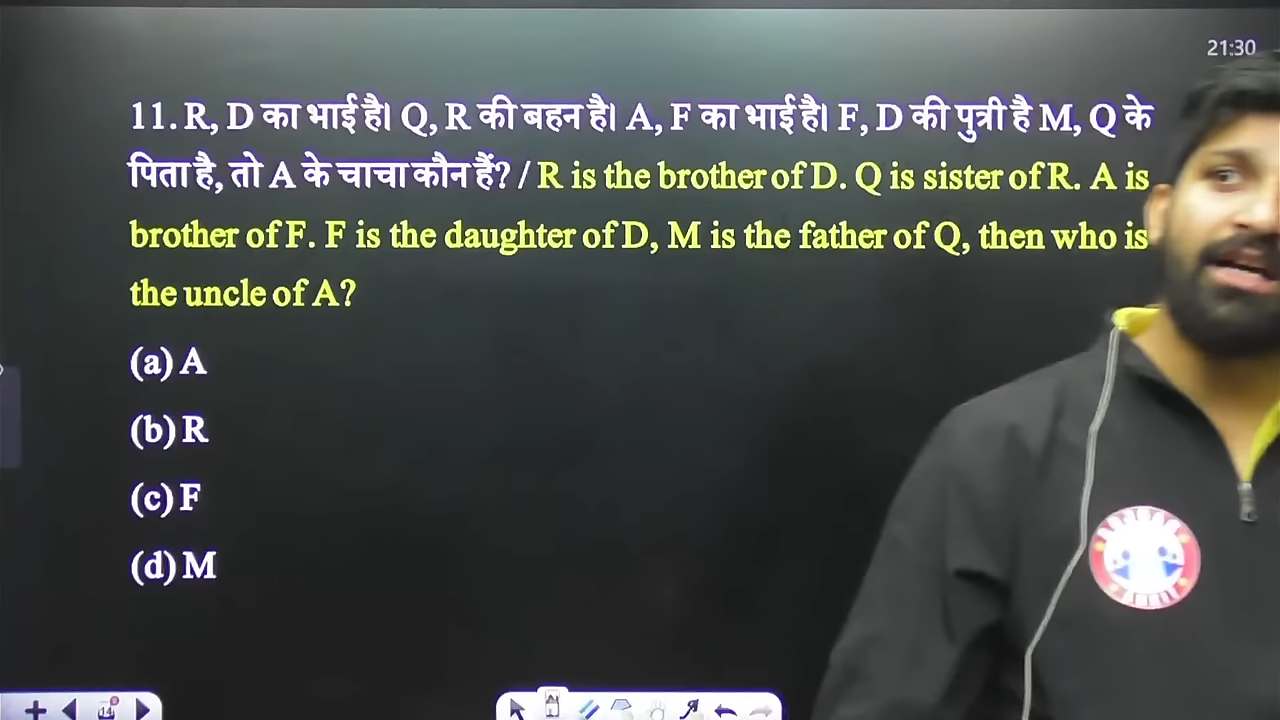 21:30
11. R, D का भाई है। Q, R की बहन है। A, F का भाई है। F, D की पुत्री है M, Q के
पिता है, तो A के चाचा कौन हैं? / R is the brother of D. Q is sister of R. A is
brother of F. F is the daughter of D, M is the father of Q, then who is
the uncle of A?
(a) A
(b) R
(c) F
(d) M
14